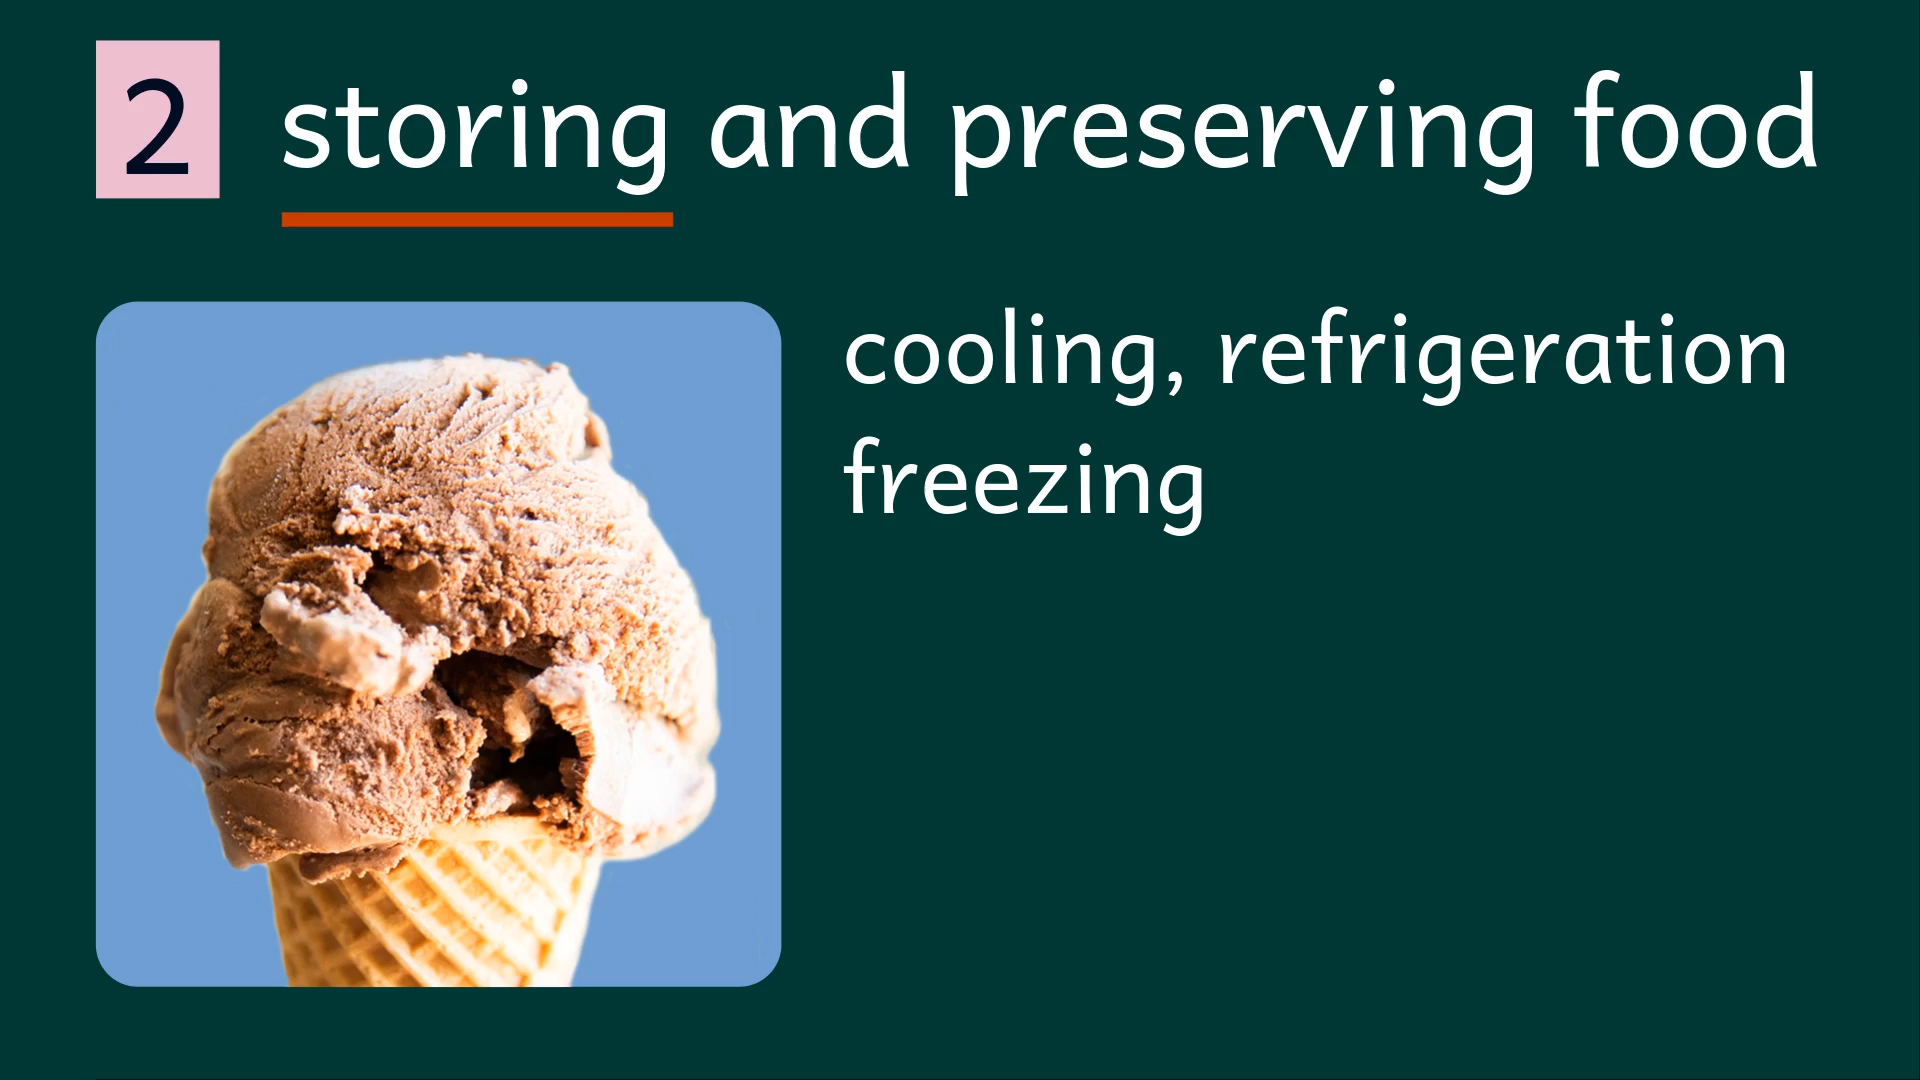 2 storing and preserving food
cooling, refrigeration
freezing